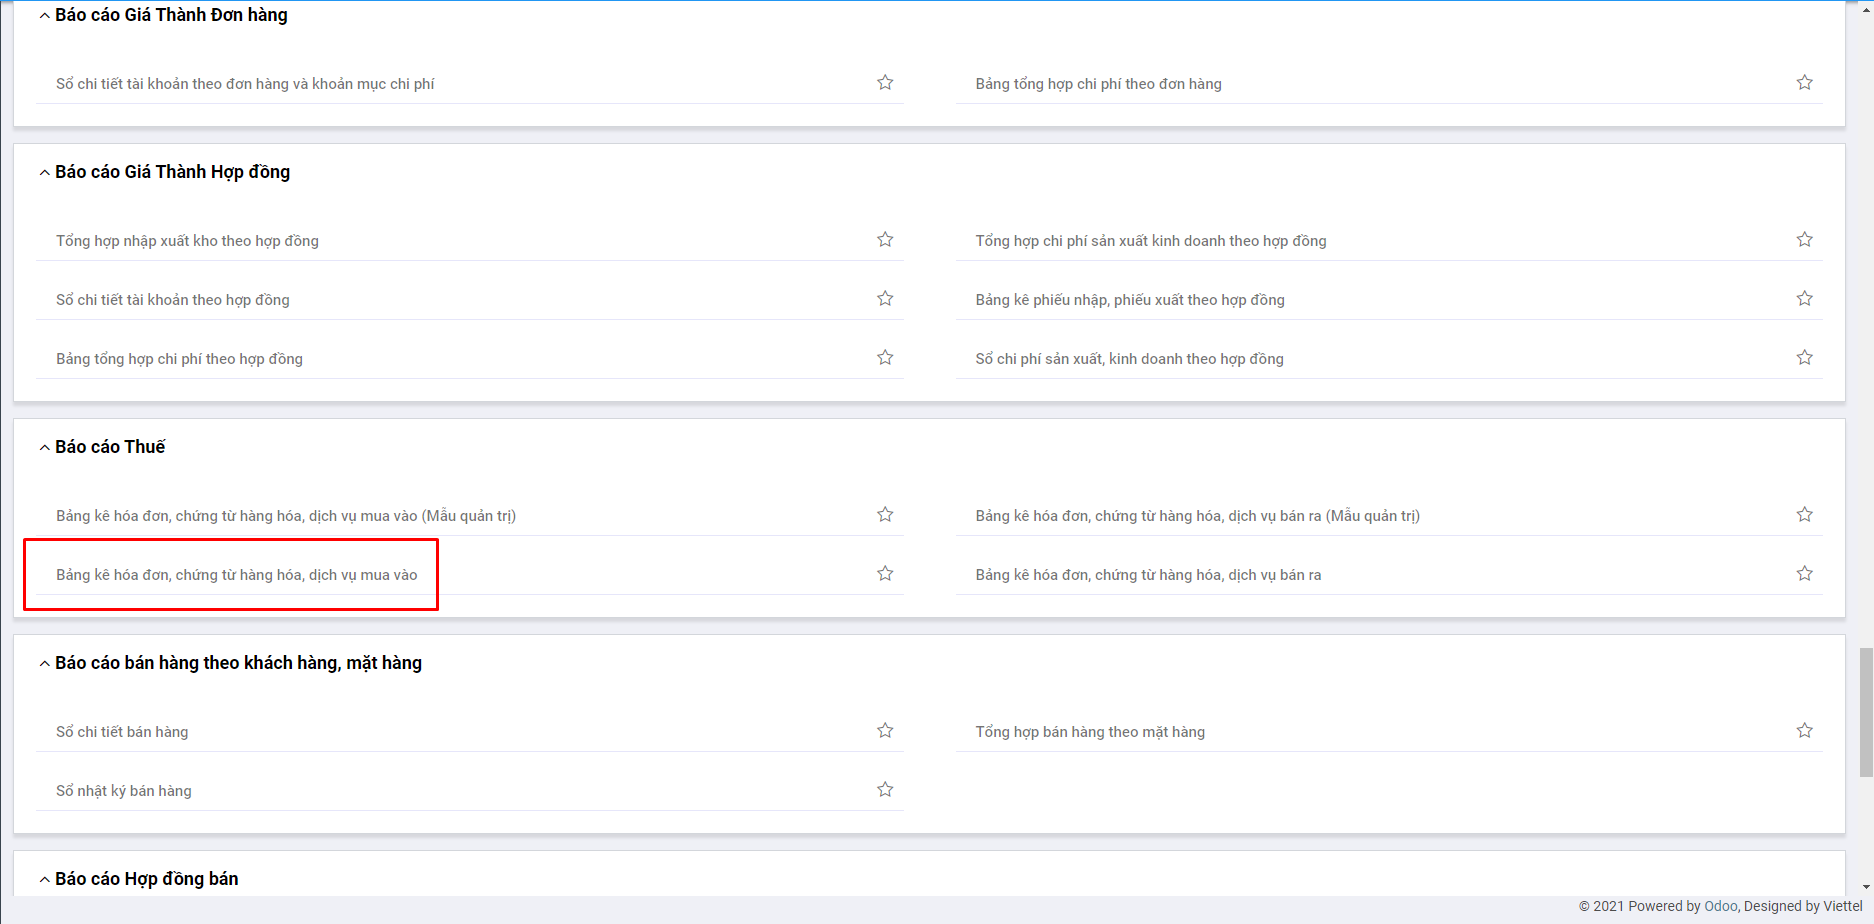 Báo cáo Giá Thành Đơn hàng
Sổ chi tiết tài khoản theo đơn hàng và khoản mục chi phí
Bảng tổng hợp chi phí theo đơn hàng
Báo cáo Giá Thành Hợp đồng
Tổng hợp nhập xuất kho theo hợp đồng
Tổng hợp chi phí sản xuất kinh doanh theo hợp đồng
Sổ chi tiết tài khoản theo hợp đồng
Bảng kê phiếu nhập, phiếu xuất theo hợp đồng
Bảng tổng hợp chi phí theo hợp đồng
Sổ chi phí sản xuất, kinh doanh theo hợp đồng
Báo cáo Thuế
Bảng kê hóa đơn, chứng từ hàng hóa, dịch vụ mua vào (Mẫu quản trị)
Bảng kê hóa đơn, chứng từ hàng hóa, dịch vụ bán ra (Mẫu quản trị)
Bảng kê hóa đơn, chứng từ hàng hóa, dịch vụ mua vào
Bảng kê hóa đơn, chứng từ hàng hóa, dịch vụ bán ra
Báo cáo bán hàng theo khách hàng, mặt hàng
Sổ chi tiết bán hàng
Tổng hợp bán hàng theo mặt hàng
Sổ nhật ký bán hàng
Báo cáo Hợp đồng bán
© 2021 Powered by Odoo, Designed by Viettel